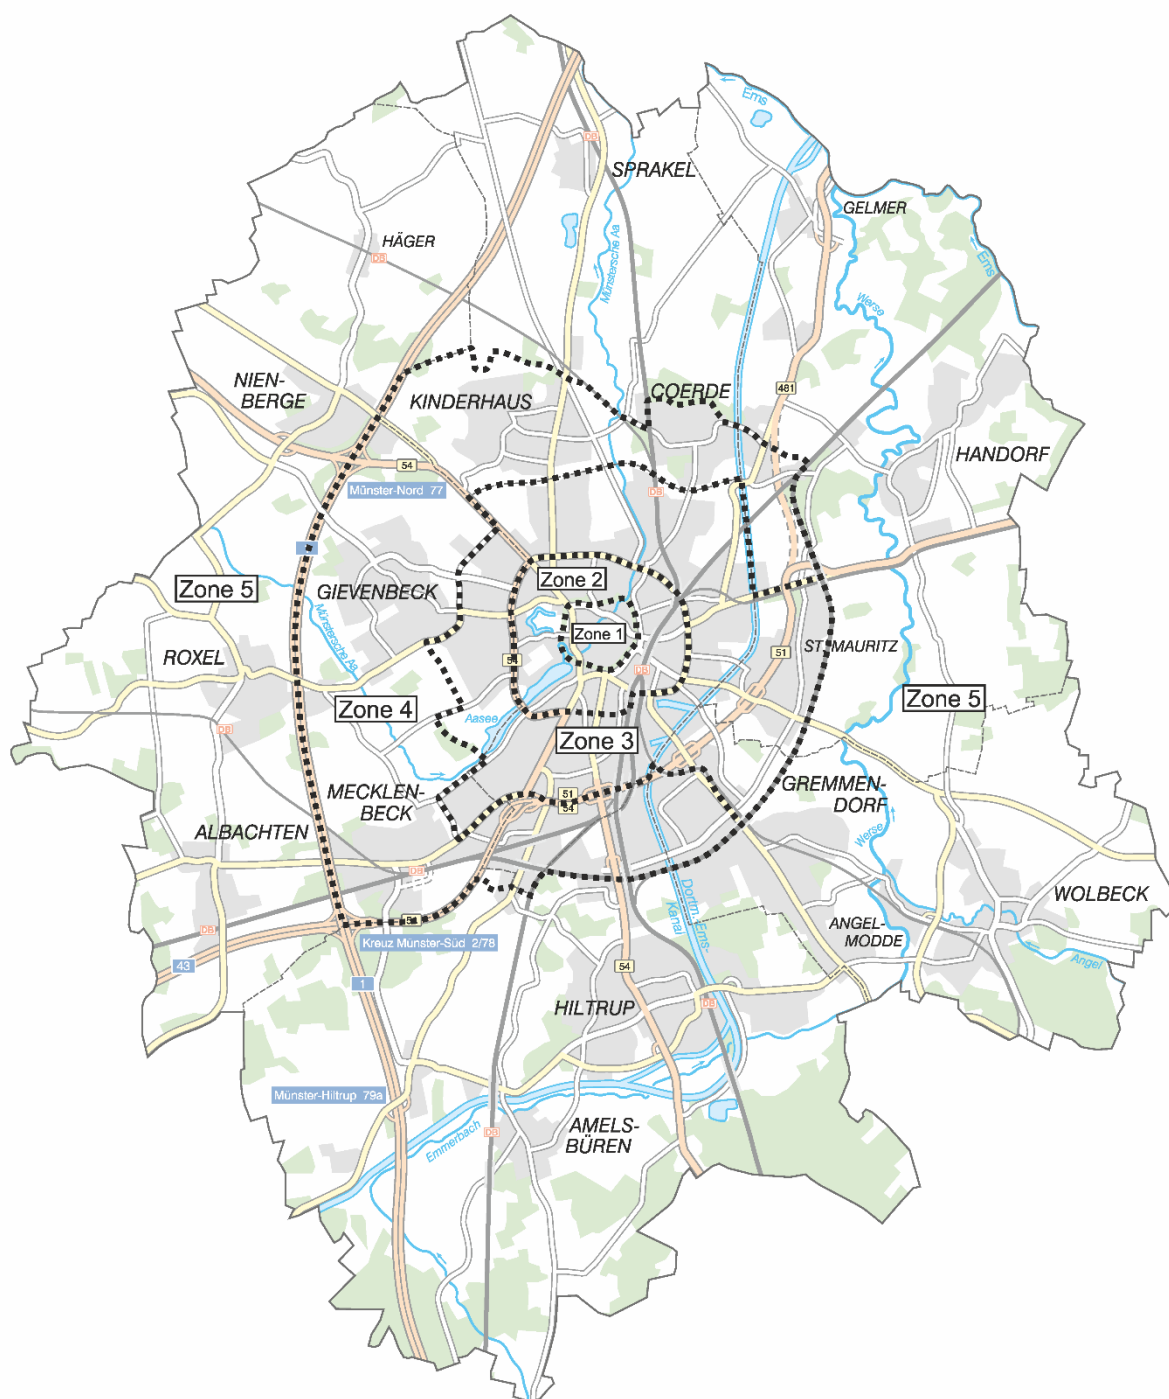 Ems
DB
SPRAKEL
GELMER
Münstersche Aa
HÄGER
DB
Ems
Werse
NIEN-
BERGE
KINDERHAUS
COERDE
481
HANDORF
54
Münster-Nord 77
DB
Zone 5
GIEVENBECK
Zone 2
Zone 1
Münstersche Aa
ROXEL
54
DB
51
ST. MAURITZ
Zone 4
Zone 5
Aasee
DB
Zone 3
MECKLEN-
BECK
51
54
GREMMEN-
DORF
ALBACHTEN
Werse
DB
WOLBECK
Dortm.-Ems-
Kanal
54
DB
ANGEL-
MODDE
Kreuz Münster-Süd 2/78
Angel
43
54
1
HILTRUP
DB
Münster-Hiltrup 79a
Emmerbach
DB
AMELS-
BÜREN